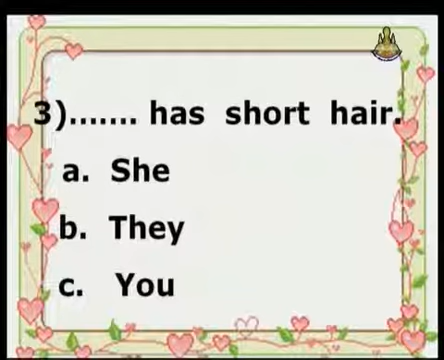 3)....... has short hair.
a. She
b. They
c. You